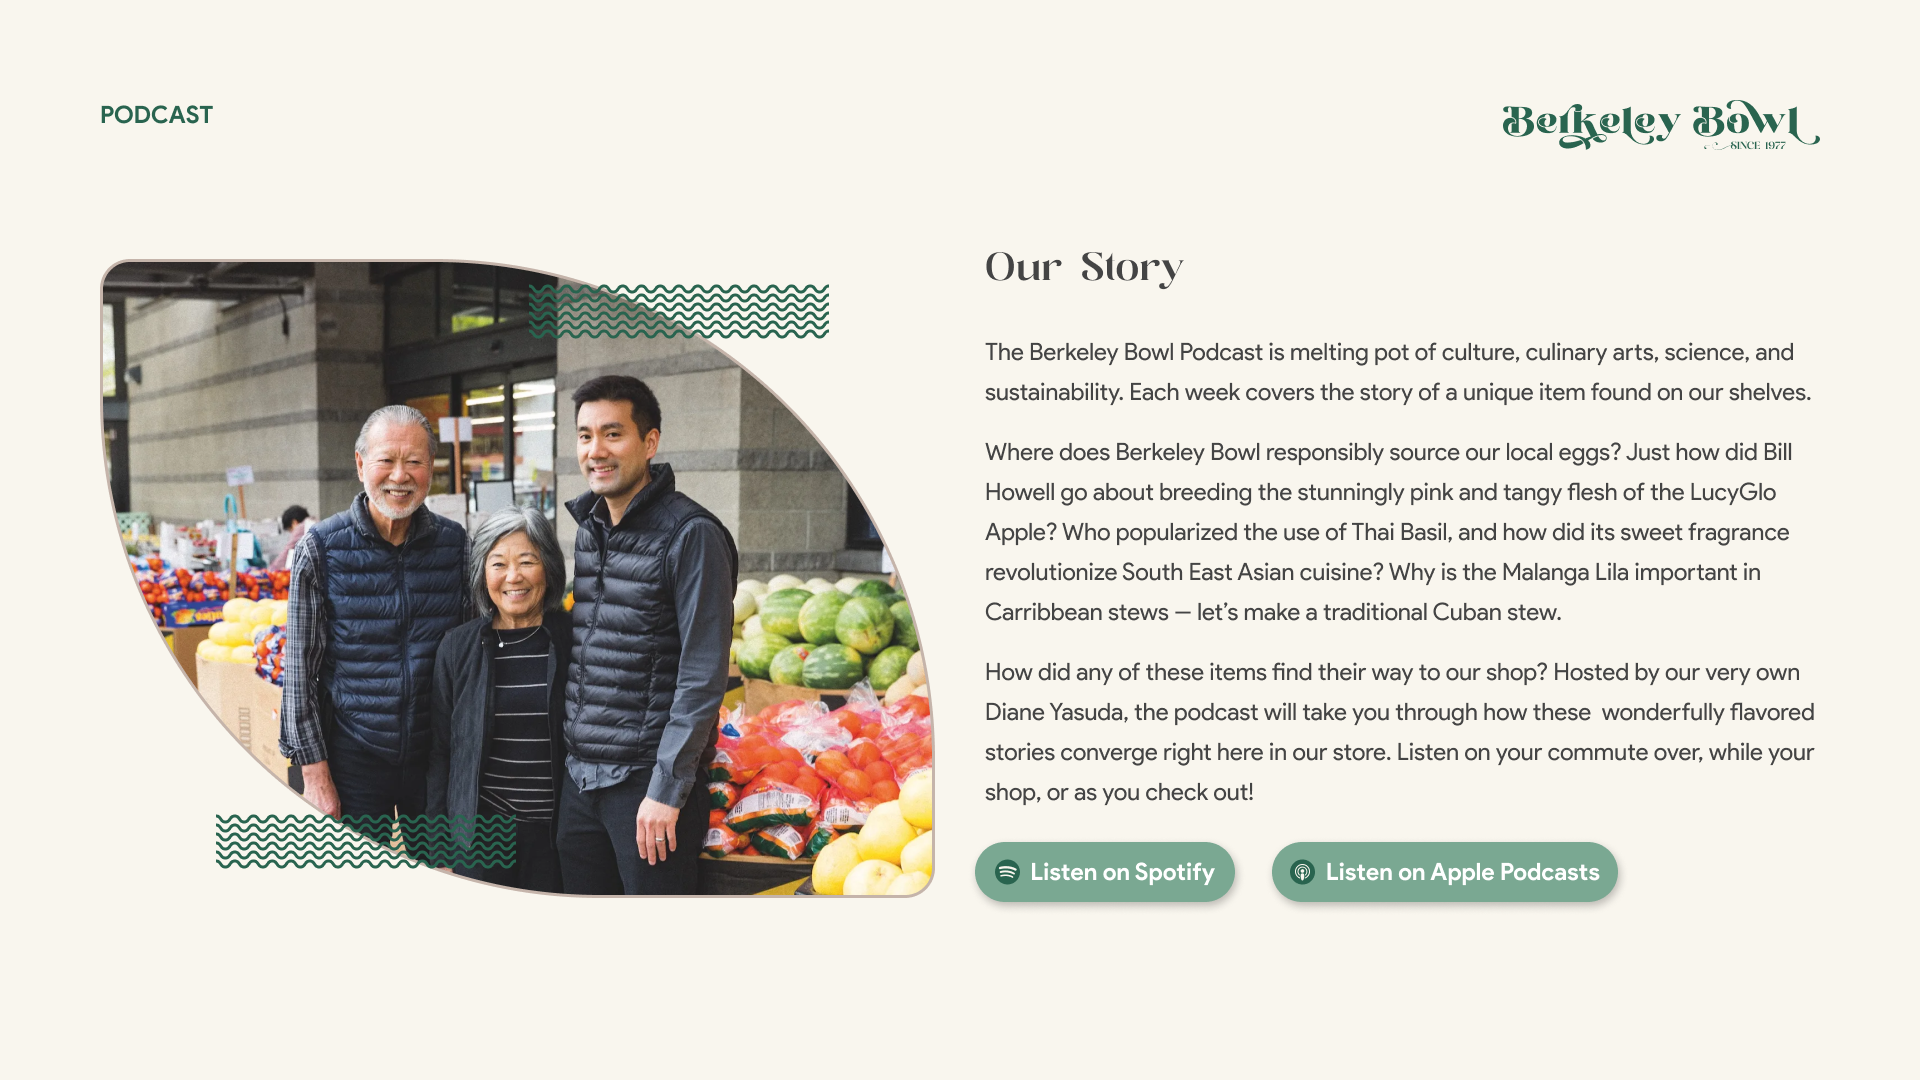 PODCAST
Berkeley Bowl
SINCE 1977
Our Story
The Berkeley Bowl Podcast is melting pot of culture, culinary arts, science, and
sustainability. Each week covers the story of a unique item found on our shelves.
Where does Berkeley Bowl responsibly source our local eggs? Just how did Bill
Howell go about breeding the stunningly pink and tangy flesh of the LucyGlo
Apple? Who popularized the use of Thai Basil, and how did its sweet fragrance
revolutionize South East Asian cuisine? Why is the Malanga Lila important in
Carribbean stews — let’s make a traditional Cuban stew.
How did any of these items find their way to our shop? Hosted by our very own
Diane Yasuda, the podcast will take you through how these  wonderfully flavored
stories converge right here in our store. Listen on your commute over, while your
shop, or as you check out!
Listen on Spotify
Listen on Apple Podcasts